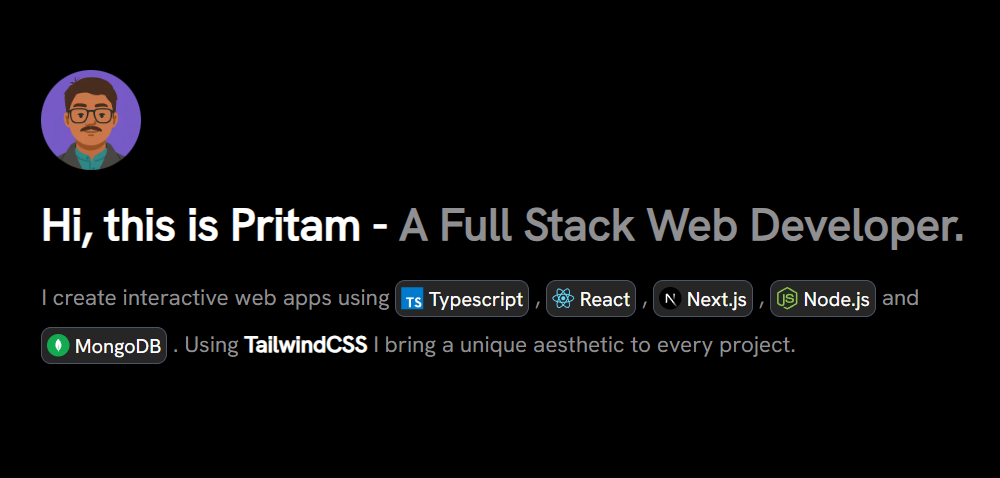 Hi, this is Pritam - A Full Stack Web Developer.
I create interactive web apps using TS Typescript , React , N Next.js , JS Node.js and
MongoDB . Using TailwindCSS I bring a unique aesthetic to every project.